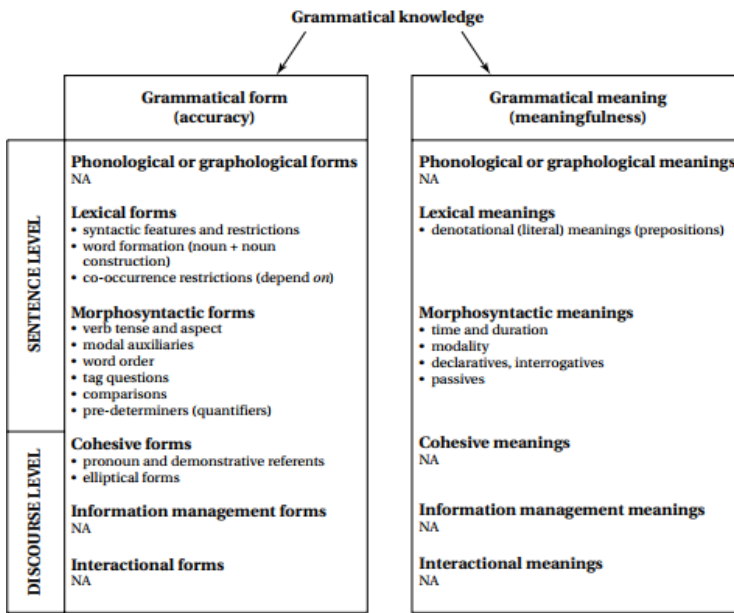 Grammatical knowledge
Grammatical form
(accuracy)
Grammatical meaning
(meaningfulness)
SENTENCE LEVEL
Phonological or graphological forms
NA
Lexical forms
• syntactic features and restrictions
• word formation (noun + noun
construction)
• co-occurrence restrictions (depend on)
Morphosyntactic forms
• verb tense and aspect
• modal auxiliaries
• word order
• tag questions
• comparisons
• pre-determiners (quantifiers)
DISCOURSE LEVEL
Cohesive forms
• pronoun and demonstrative referents
• elliptical forms
Information management forms
NA
Interactional forms
NA
Phonological or graphological meanings
NA
Lexical meanings
• denotational (literal) meanings (prepositions)
Morphosyntactic meanings
• time and duration
• modality
• declaratives, interrogatives
• passives
Cohesive meanings
NA
Information management meanings
NA
Interactional meanings
NA